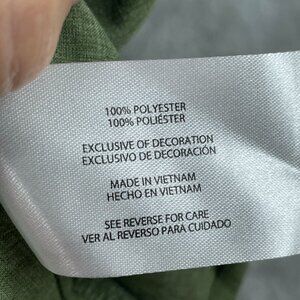 100% POLYESTER
100% POLIÉSTER
EXCLUSIVE OF DECORATION
EXCLUSIVO DE DECORACIÓN
MADE IN VIETNAM
HECHO EN VIETNAM
SEE REVERSE FOR CARE
VER AL REVERSO PARA CUIDADO